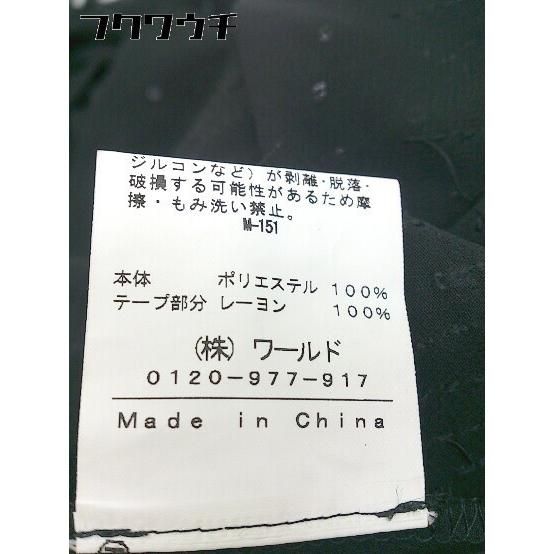 フクワウチ
ジルコンなど)が剥離・脱落・
破損する可能性があるため摩
擦・もみ洗い禁止。
M-151
本体 ポリエステル 100%
テープ部分 レーヨン 100%
(株) ワールド
0120-977-917
Made in China